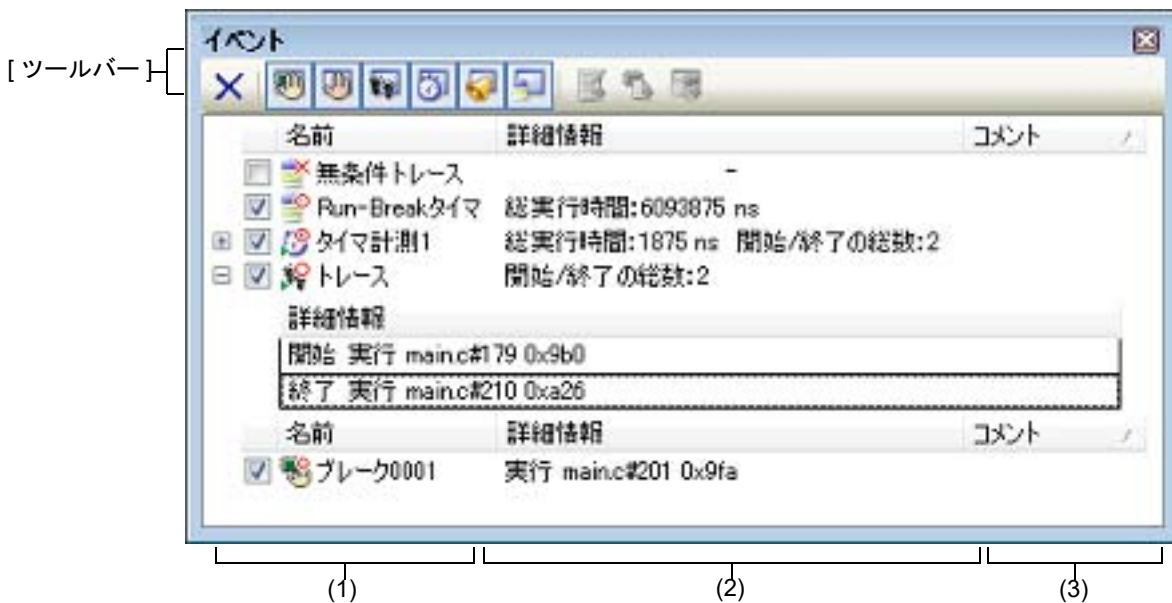 イベント
[ ツールバー ]
名前 詳細情報 コメント
無条件トレース -
Run-Breakタイマ 総実行時間:6093875 ns
タイマ計測1 総実行時間:1875 ns 開始/終了の総数:2
トレース 開始/終了の総数:2
詳細情報
開始 実行 main.c#179 0x9b0
終了 実行 main.c#210 0xa26
名前 詳細情報 コメント
ブレーク0001 実行 main.c#201 0x9fa
(1) (2) (3)